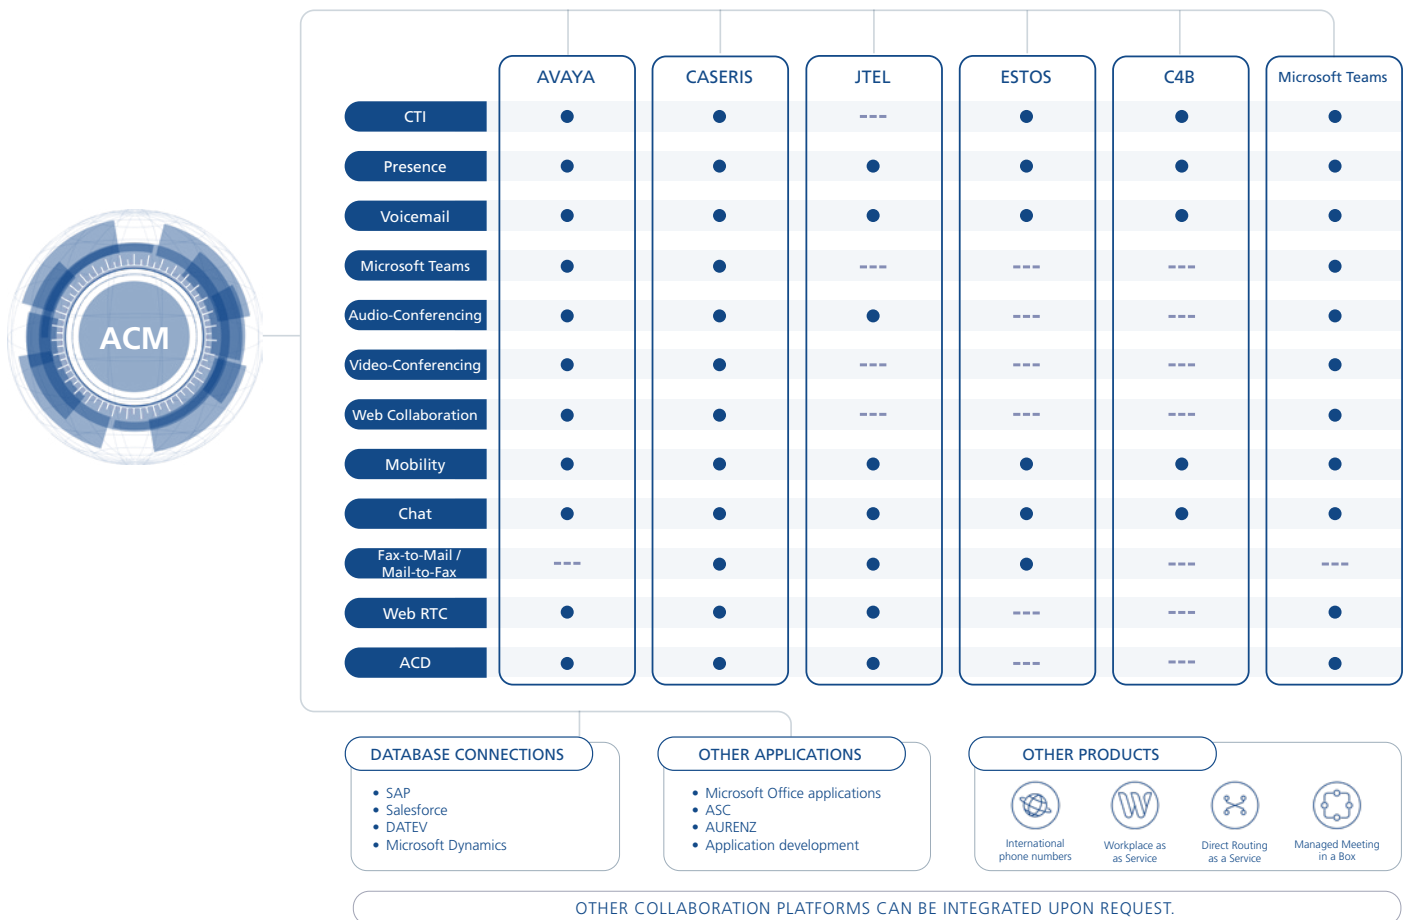 AVAYA
CASERIS
JTEL
ESTOS
C4B
Microsoft Teams
CTI
---
Presence
Voicemail
Microsoft Teams
--- --- ---
Audio-Conferencing
--- ---
Video-Conferencing
--- --- ---
Web Collaboration
--- --- ---
Mobility
Chat
Fax-to-Mail /
Mail-to-Fax
--- --- ---
Web RTC
--- ---
ACD
--- ---
ACM
DATABASE CONNECTIONS
• SAP
• Salesforce
• DATEV
• Microsoft Dynamics
OTHER APPLICATIONS
• Microsoft Office applications
• ASC
• AURENZ
• Application development
OTHER PRODUCTS
International
phone numbers
W
Workplace as
as Service
Direct Routing
as a Service
Managed Meeting
in a Box
OTHER COLLABORATION PLATFORMS CAN BE INTEGRATED UPON REQUEST.